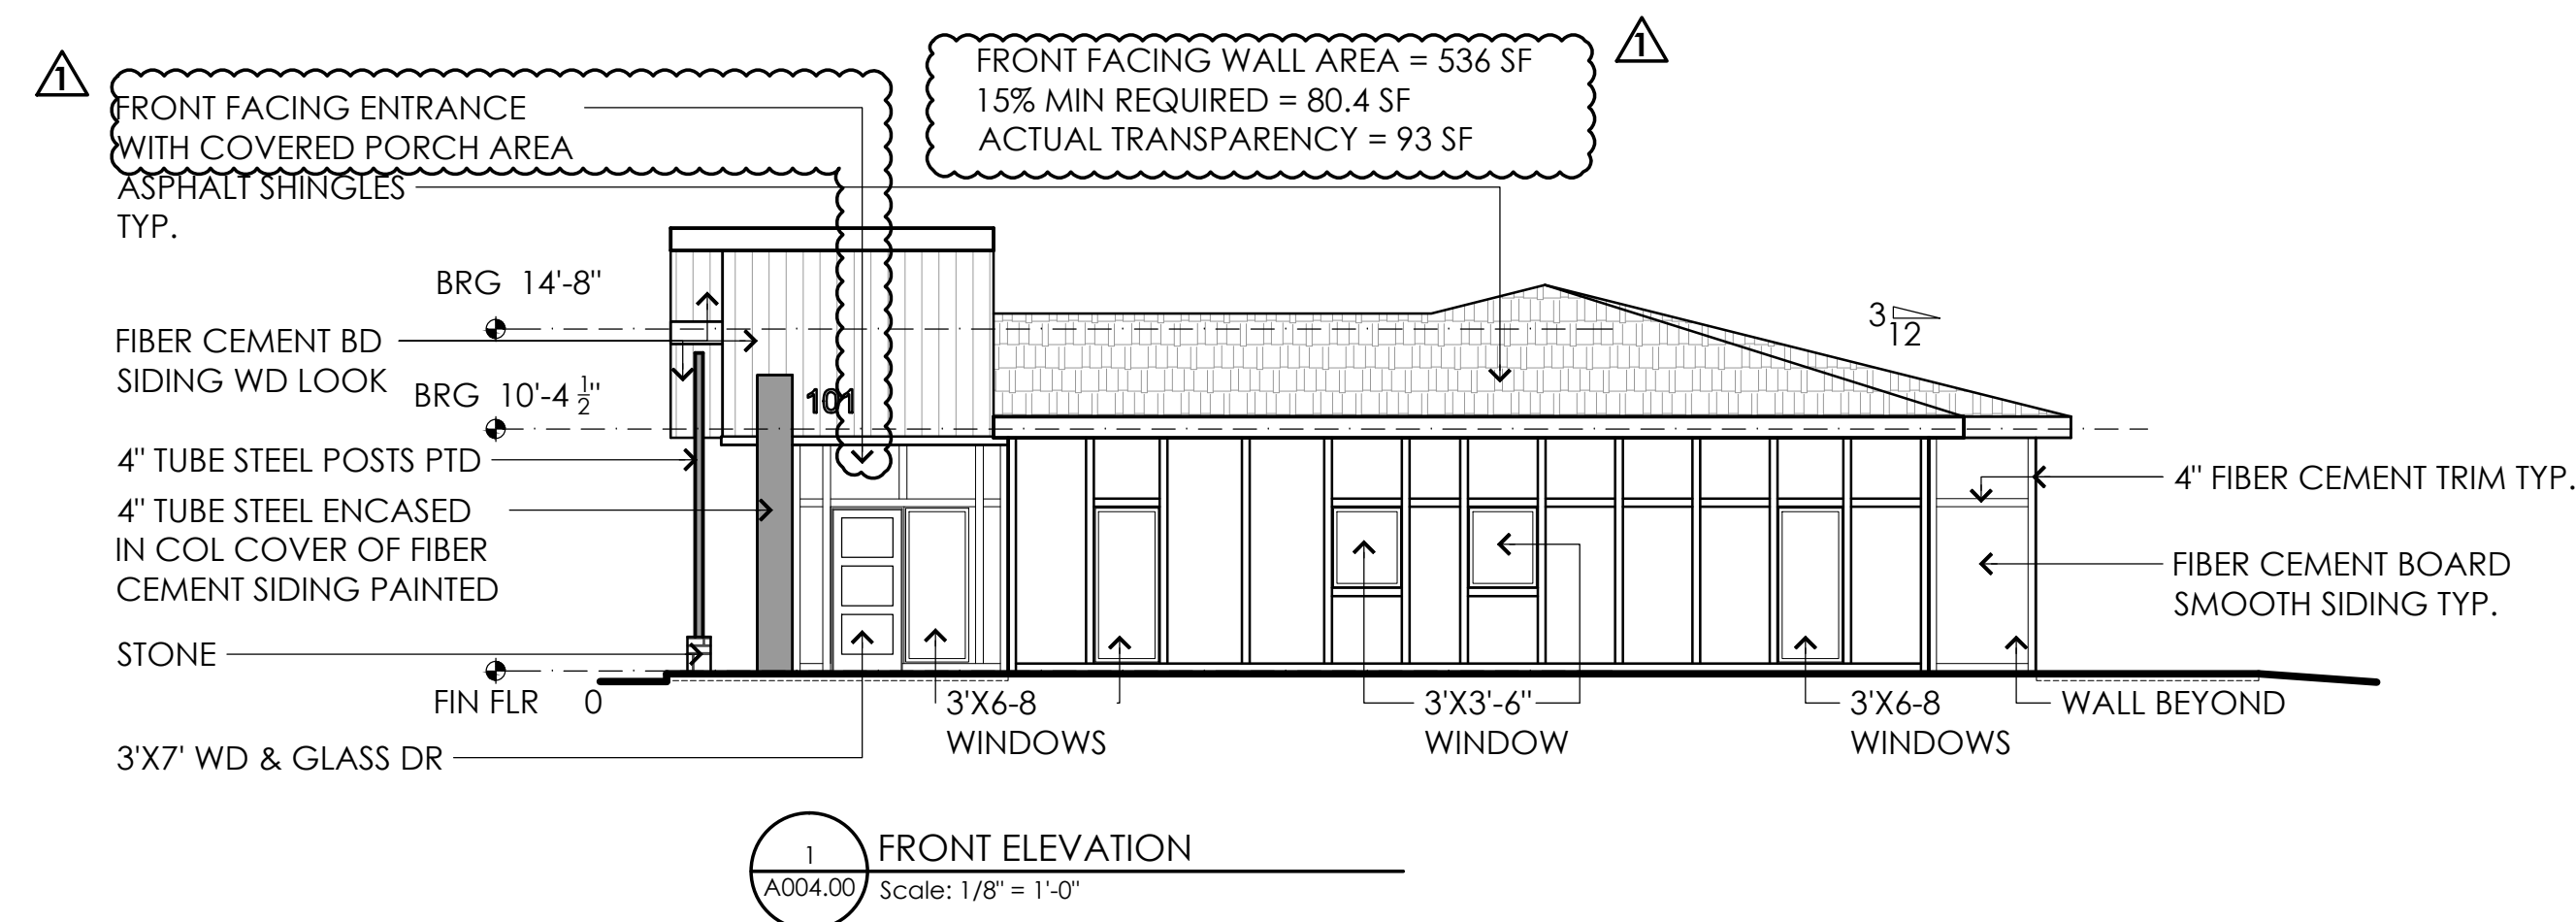 1
FRONT FACING ENTRANCE
WITH COVERED PORCH AREA
FRONT FACING WALL AREA = 536 SF
15% MIN REQUIRED = 80.4 SF
ACTUAL TRANSPARENCY = 93 SF
1
ASPHALT SHINGLES
TYP.
BRG 14'-8"
FIBER CEMENT BD
SIDING WD LOOK
BRG 10'-4 1/2"
101
3
12
4" TUBE STEEL POSTS PTD
4" TUBE STEEL ENCASED
IN COL COVER OF FIBER
CEMENT SIDING PAINTED
STONE
FIN FLR 0
3'X7' WD & GLASS DR
3'X6-8
WINDOWS
3'X3'-6"
WINDOW
3'X6-8
WINDOWS
WALL BEYOND
4" FIBER CEMENT TRIM TYP.
FIBER CEMENT BOARD
SMOOTH SIDING TYP.
1
A004.00
FRONT ELEVATION
Scale: 1/8" = 1'-0"